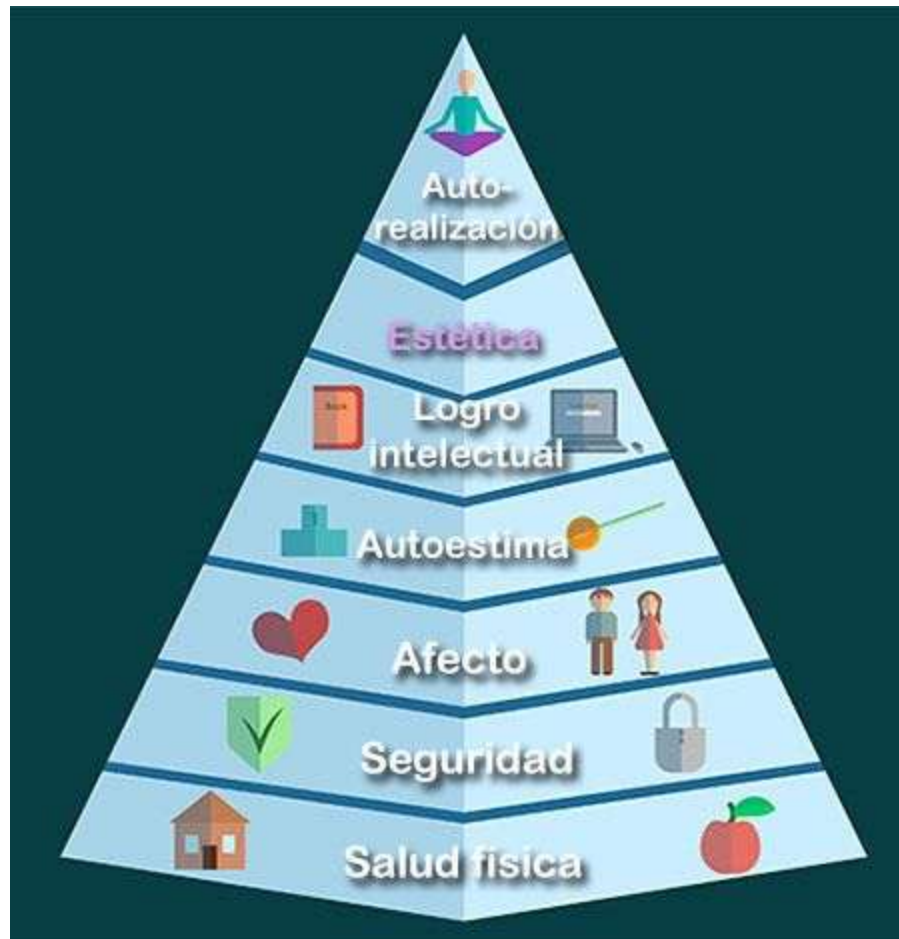 Auto-
realización
Estética
Logro
intelectual
Autoestima
Afecto
Seguridad
Salud física